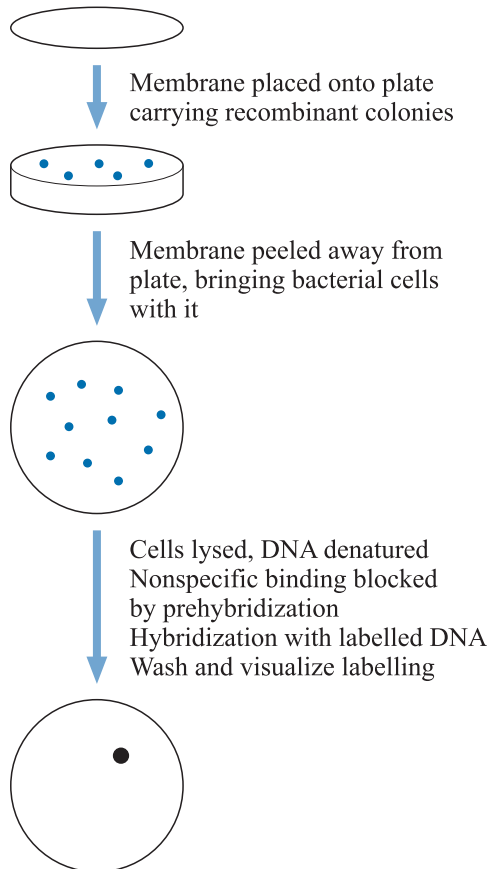 Membrane placed onto plate
carrying recombinant colonies
Membrane peeled away from
plate, bringing bacterial cells
with it
Cells lysed, DNA denatured
Nonspecific binding blocked
by prehybridization
Hybridization with labelled DNA
Wash and visualize labelling